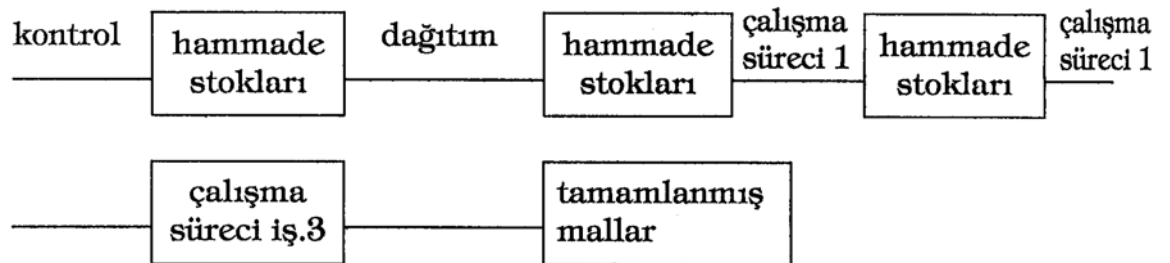 kontrol
hammade
stokları
dağıtım
hammade
stokları
çalışma
süreci 1
hammade
stokları
çalışma
süreci 1
çalışma
süreci iş.3
tamamlanmış
mallar